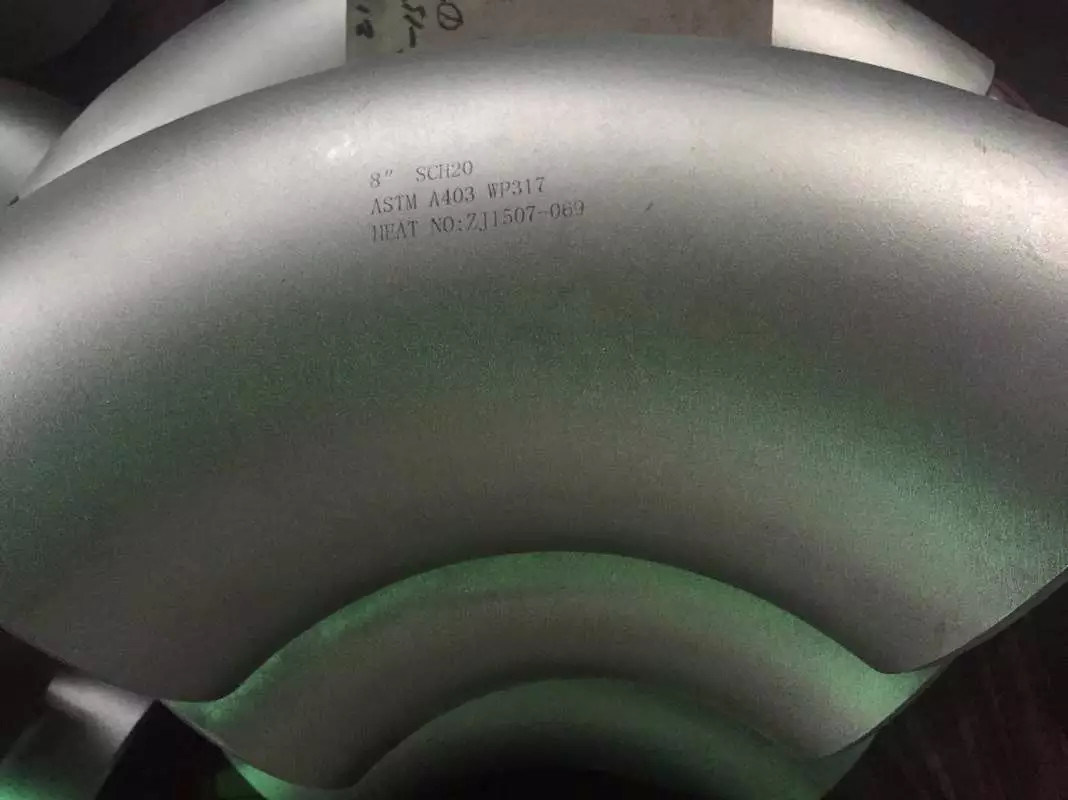 8" SCH20
ASTM A403 WP317
HEAT NO:ZJ1507-069